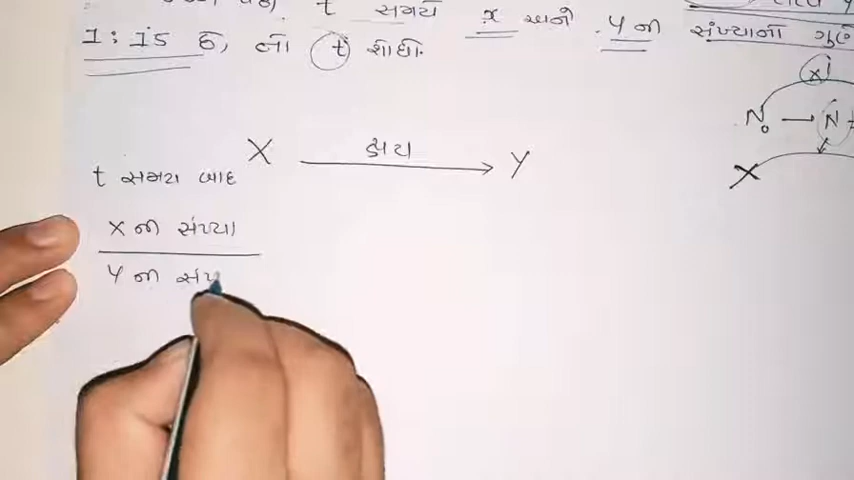 t સમયે x અને y ની સંખ્યાનો
1 : 15 છે, તો t શોધો.
N₀ → N
X
X ક્ષય → Y
t સમય બાદ
X ની સંખ્યા
Y ની સંખ